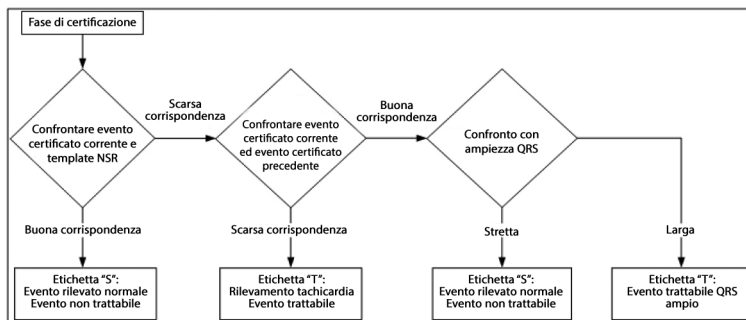 Fase di certificazione
Scarsa
corrispondenza
Buona
corrispondenza
Confrontare evento
certificato corrente e
template NSR
Confrontare evento
certificato corrente
ed evento certificato
precedente
Confronto con
ampiezza QRS
Buona corrispondenza
Scarsa corrispondenza
Stretta
Larga
Etichetta "S":
Evento rilevato normale
Evento non trattabile
Etichetta "T":
Rilevamento tachicardia
Evento trattabile
Etichetta "S":
Evento rilevato normale
Evento non trattabile
Etichetta "T":
Evento trattabile QRS
ampio